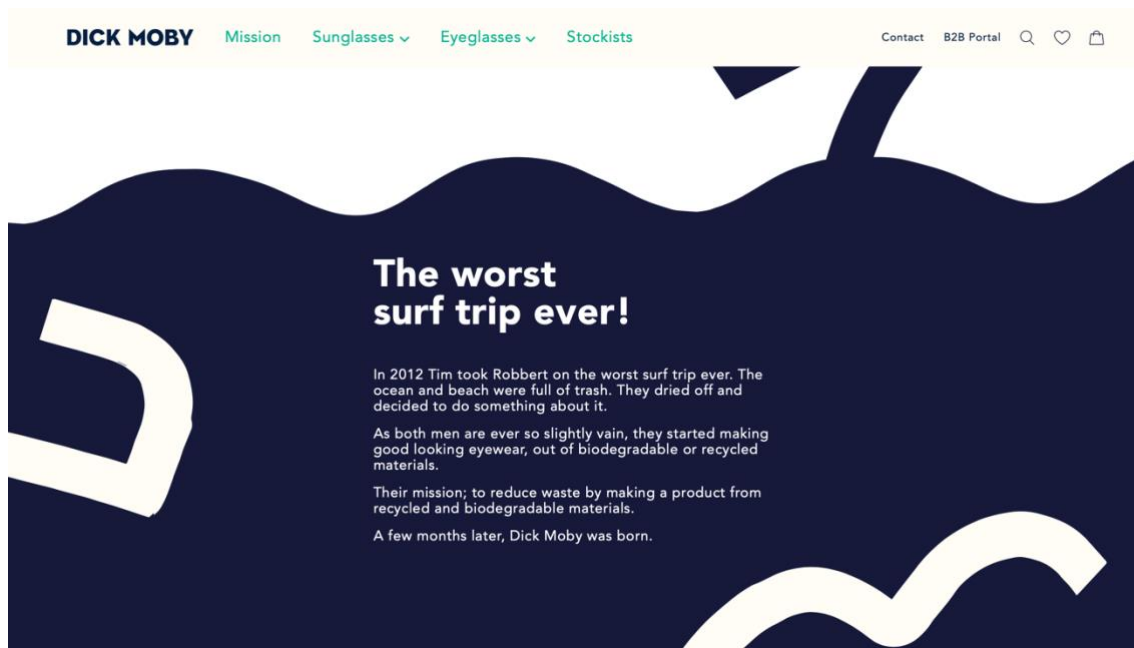 DICK MOBY Mission Sunglasses Eyeglasses Stockists Contact B2B Portal
The worst
surf trip ever!
In 2012 Tim took Robbert on the worst surf trip ever. The
ocean and beach were full of trash. They dried off and
decided to do something about it.
As both men are ever so slightly vain, they started making
good looking eyewear, out of biodegradable or recycled
materials.
Their mission; to reduce waste by making a product from
recycled and biodegradable materials.
A few months later, Dick Moby was born.